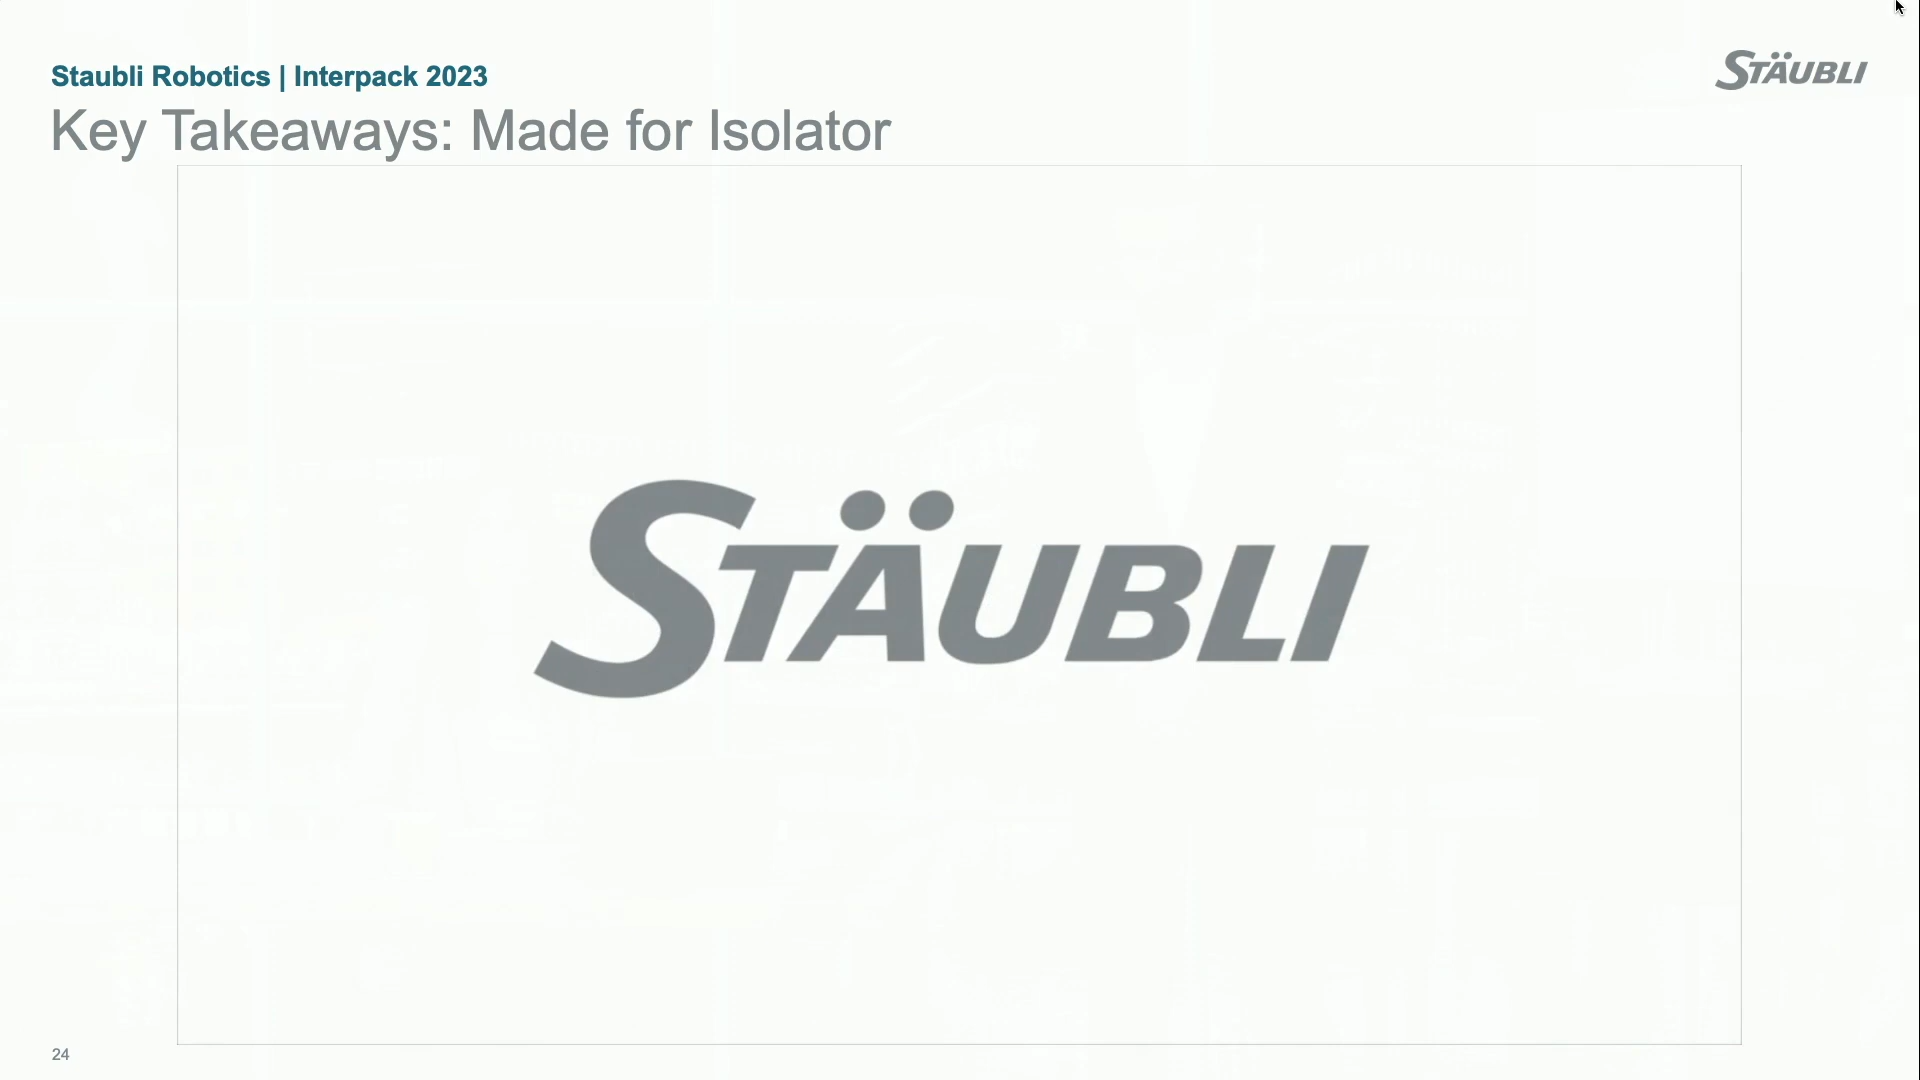 Staubli Robotics | Interpack 2023
STÄUBLI
Key Takeaways: Made for Isolator
STÄUBLI
24